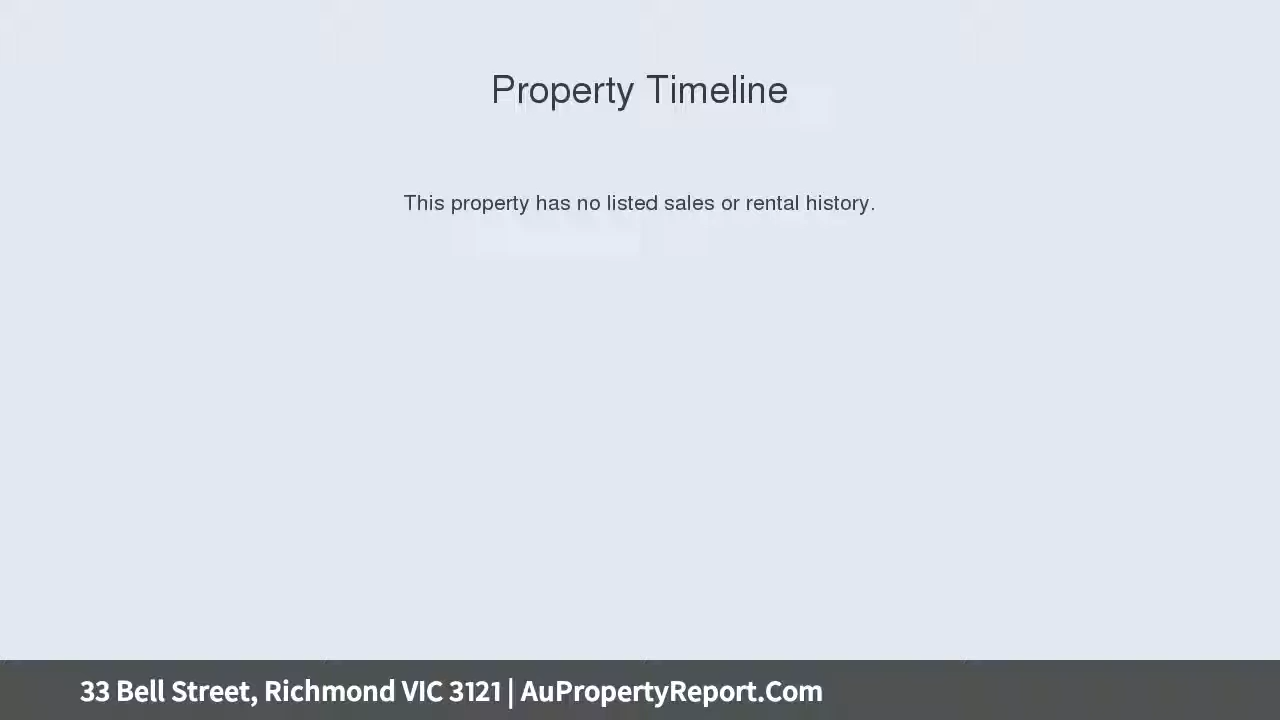 Property Timeline
This property has no listed sales or rental history.
33 Bell Street, Richmond VIC 3121 | AuPropertyReport.Com